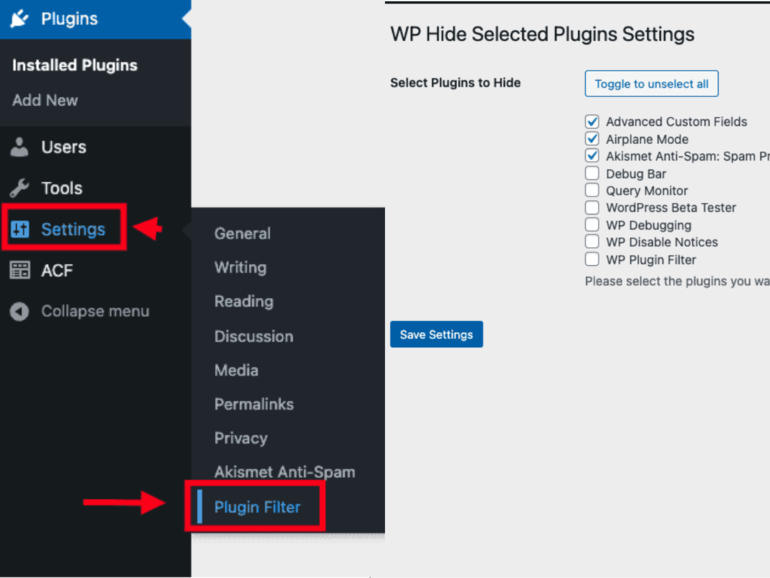 Plugins
Installed Plugins
Add New
Users
Tools
Settings
ACF
Collapse menu
General
Writing
Reading
Discussion
Media
Permalinks
Privacy
Akismet Anti-Spam
Plugin Filter
WP Hide Selected Plugins Settings
Select Plugins to Hide
Toggle to unselect all
Advanced Custom Fields
Airplane Mode
Akismet Anti-Spam: Spam Pr
Debug Bar
Query Monitor
WordPress Beta Tester
WP Debugging
WP Disable Notices
WP Plugin Filter
Please select the plugins you wa
Save Settings